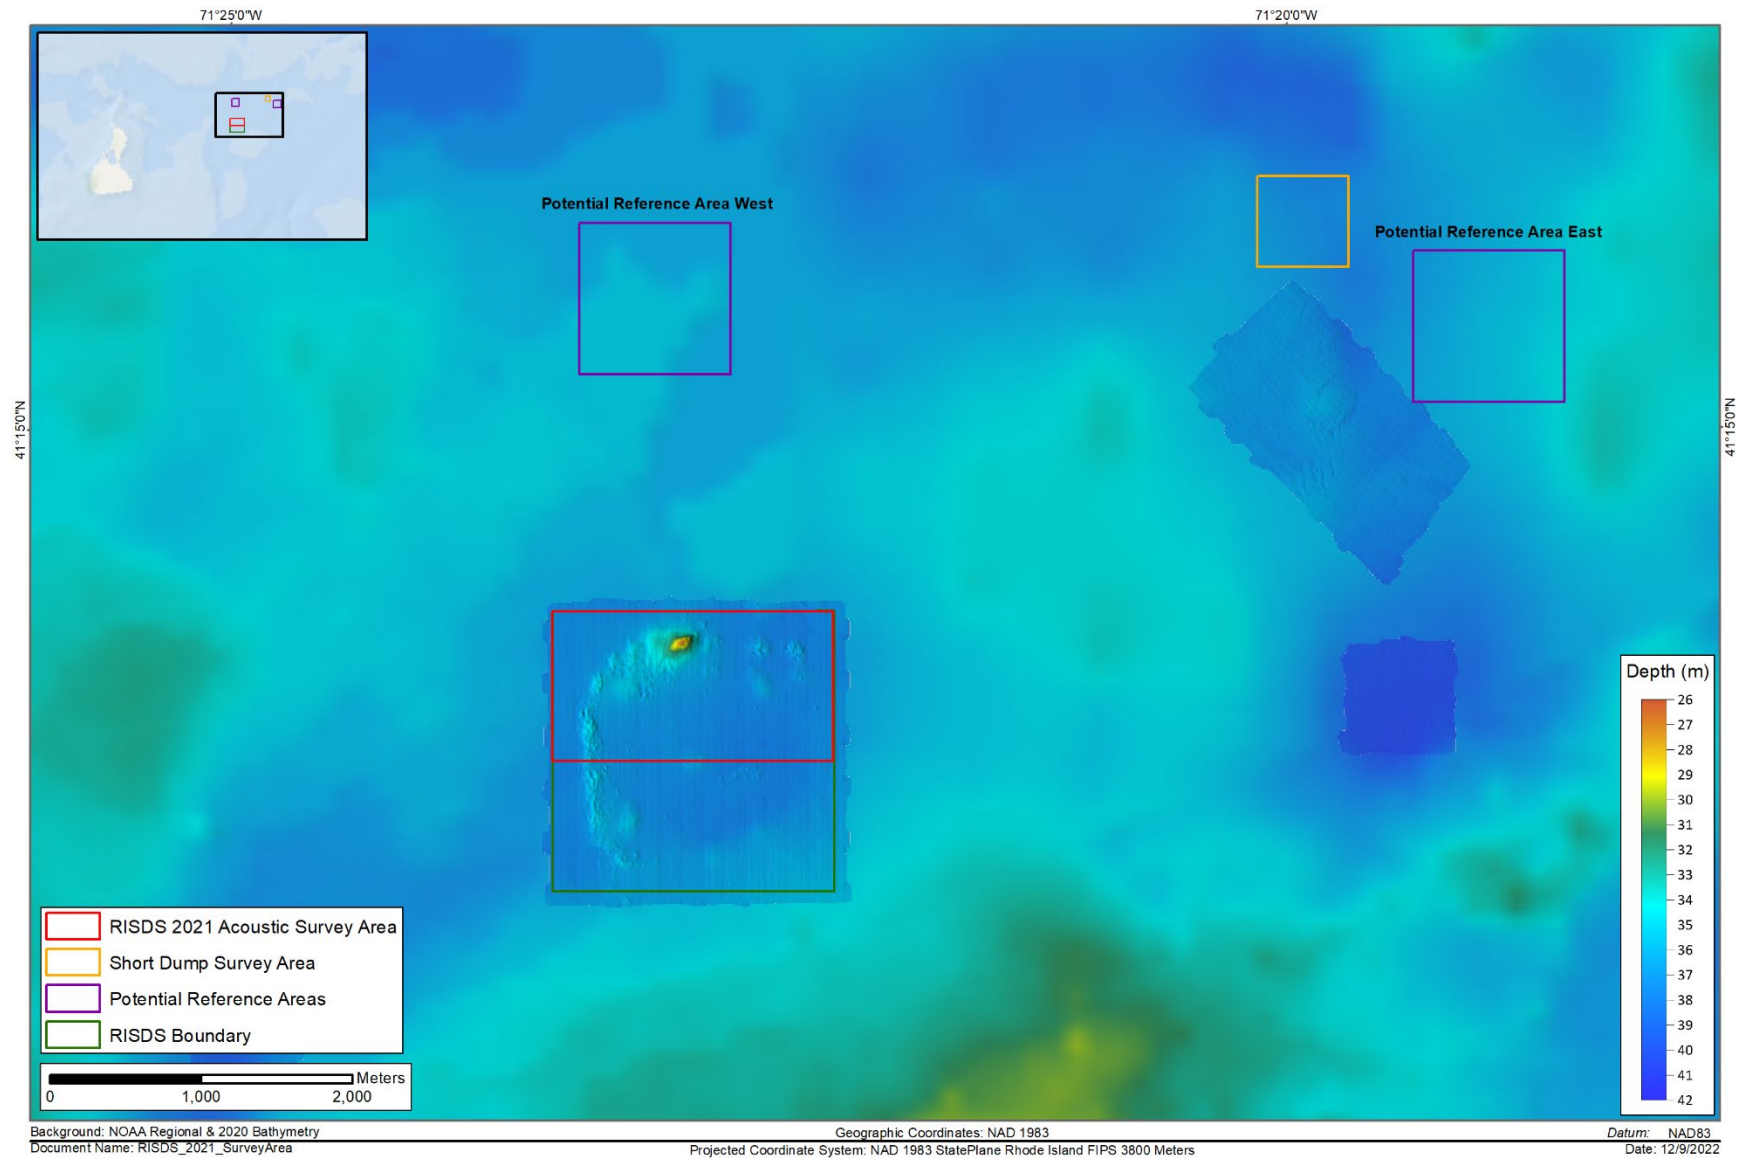 71°25'0"W
71°20'0"W
Potential Reference Area West
Potential Reference Area East
41°15'0"N
41°15'0"N
Depth (m)
26
27
28
29
30
31
32
33
34
35
36
37
38
39
40
41
42
RISDS 2021 Acoustic Survey Area
Short Dump Survey Area
Potential Reference Areas
RISDS Boundary
Meters
0 1,000 2,000
Background: NOAA Regional & 2020 Bathymetry
Geographic Coordinates: NAD 1983
Datum: NAD83
Document Name: RISDS_2021_SurveyArea
Projected Coordinate System: NAD 1983 StatePlane Rhode Island FIPS 3800 Meters
Date: 12/9/2022